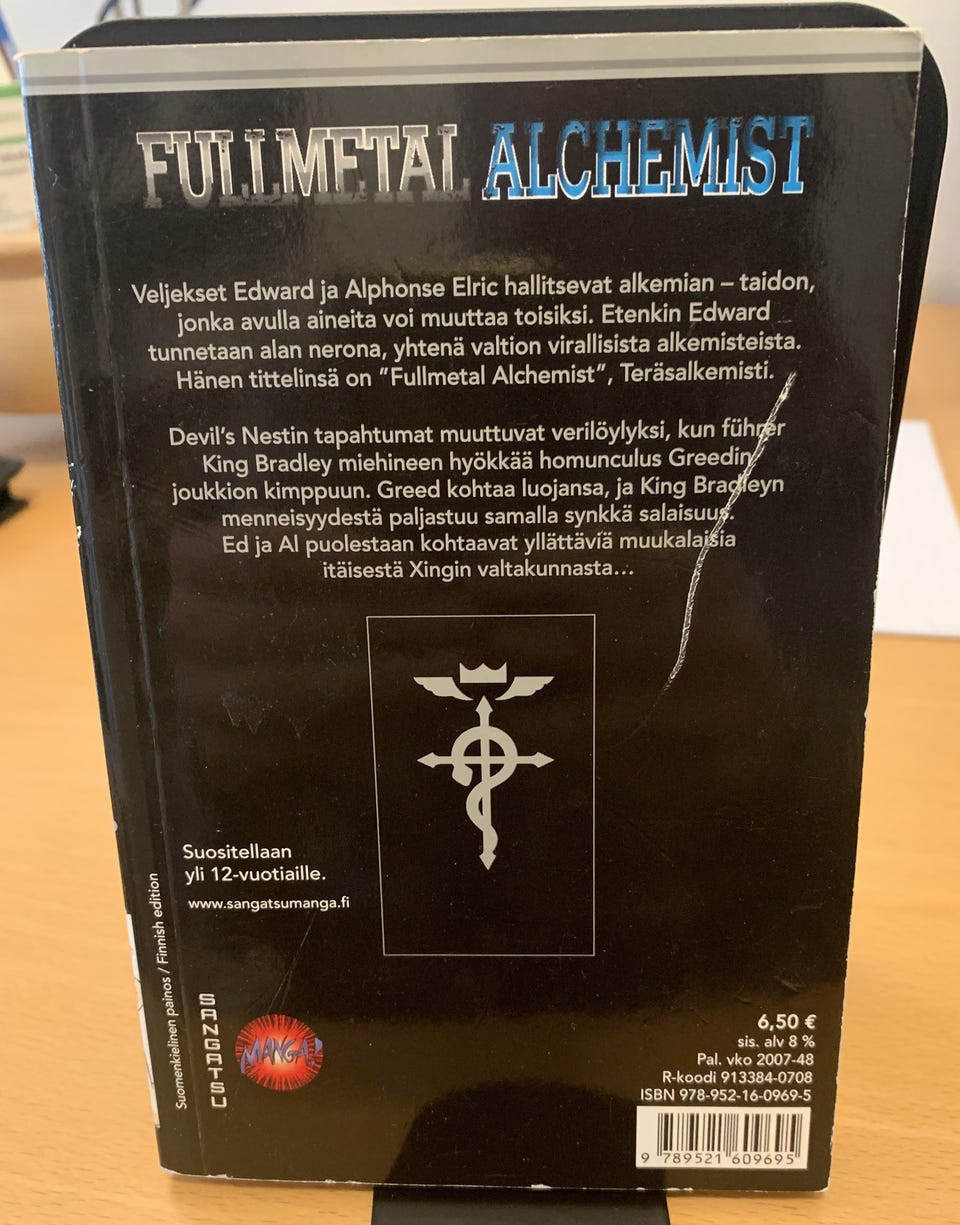 FULLMETAL ALCHEMIST
Veljekset Edward ja Alphonse Elric hallitsevat alkemian – taidon,
jonka avulla aineita voi muuttaa toisiksi. Etenkin Edward
tunnetaan alan nerona, yhtenä valtion virallisista alkemisteista.
Hänen tittelinsä on ”Fullmetal Alchemist”, Teräsalkemisti.
Devil’s Nestin tapahtumat muuttuvat verilöylyksi, kun führer
King Bradley miehineen hyökkää homunculus Greedin
joukkion kimppuun. Greed kohtaa luojansa, ja King Bradleyn
menneisyydestä paljastuu samalla synkkä salaisuus.
Ed ja Al puolestaan kohtaavat yllättäviä muukalaisia
itäisestä Xingin valtakunnasta...
Suositellaan
yli 12-vuotiaille.
www.sangatsumanga.fi
Suomenkielinen painos / Finnish edition
SANGATSU
MANGA!
6,50 €
sis. alv 8 %
Pal. vko 2007-48
R-koodi 913384-0708
ISBN 978-952-16-0969-5
9 789521 609695